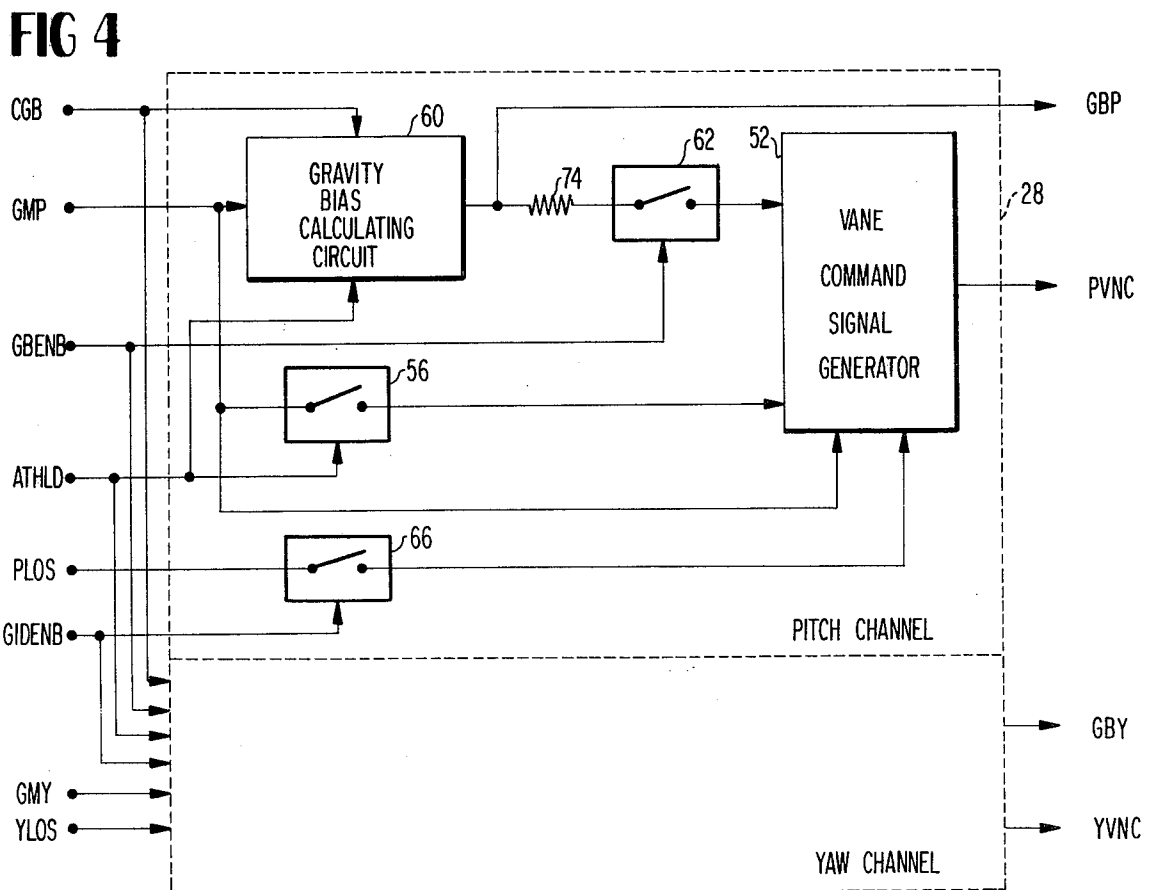 FIG 4
CGB
60
GBP
GRAVITY
BIAS
CALCULATING
CIRCUIT
74
62
52
28
GMP
VANE
COMMAND
SIGNAL
GENERATOR
PVNC
GBENB
56
ATHLD
66
PLOS
GIDENB
PITCH CHANNEL
GBY
GMY
YLOS
YVNC
YAW CHANNEL